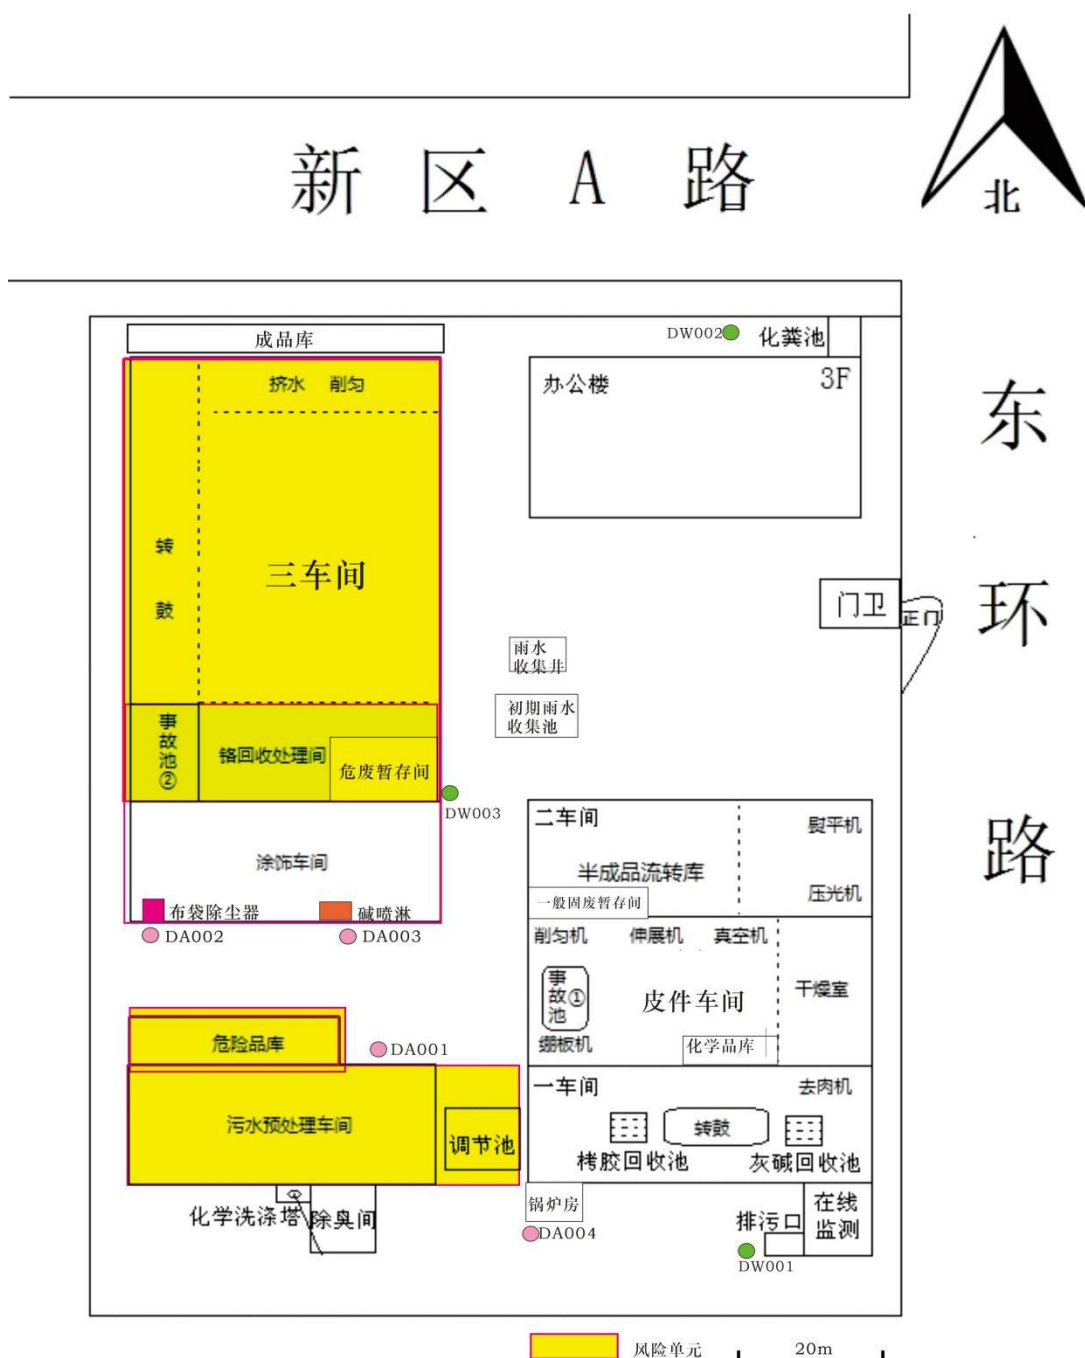 新区A路
北
成品库
DW002
化粪池
挤水 削匀
办公楼
3F
东环路
转鼓
三车间
门卫
正门
雨水
收集井
初期雨水
收集池
事故池②
铬回收处理间
危废暂存间
DW003
二车间
熨平机
涂饰车间
半成品流转库
压光机
一般固废暂存间
布袋除尘器
碱喷淋
DA002
DA003
削匀机 伸展机 真空机
事故池①
皮件车间
干燥室
绷板机
化学品库
危险品库
DA001
一车间
去肉机
污水预处理车间
调节池
转鼓
栲胶回收池
灰碱回收池
化学洗涤塔
除臭间
锅炉房
DA004
排污口
在线
监测
DW001
风险单元
20m